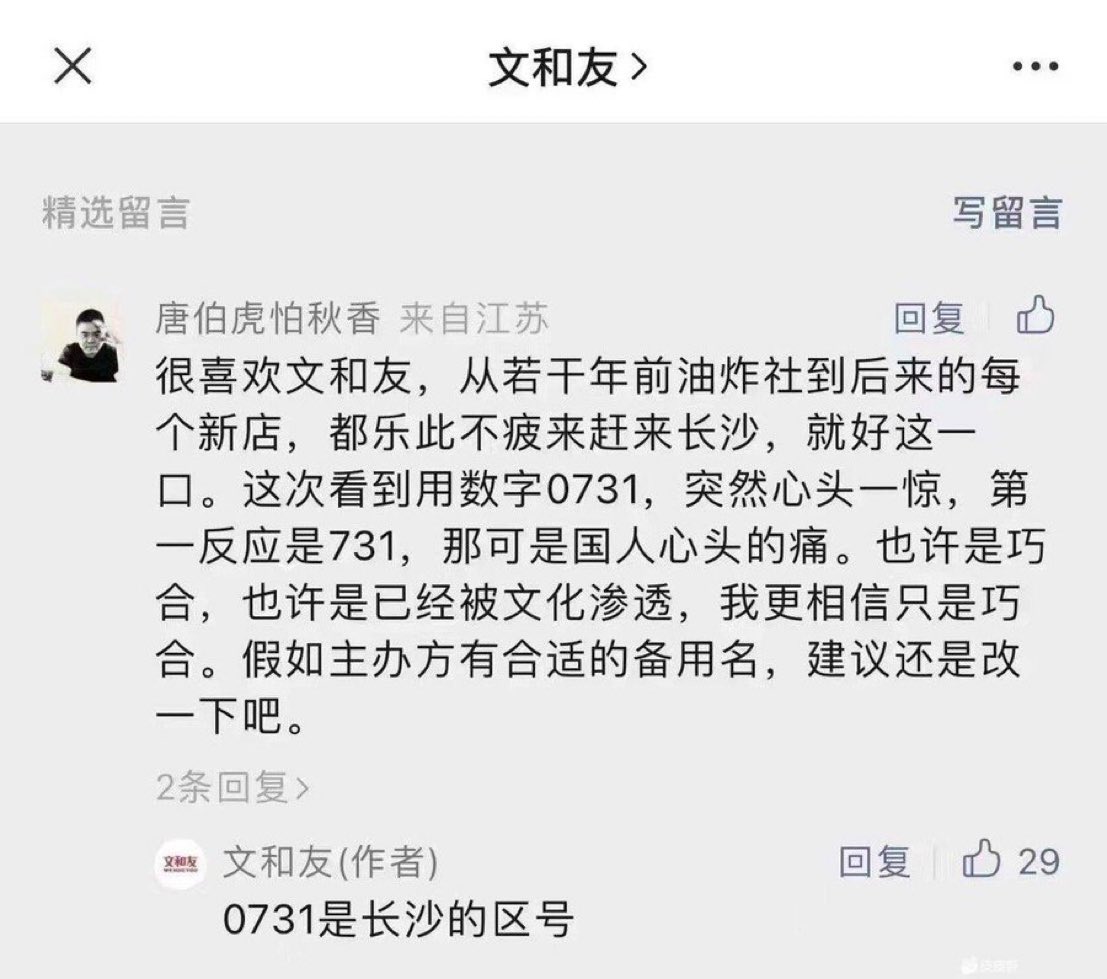 文和友
精选留言 写留言
唐伯虎怕秋香 来自江苏 回复
很喜欢文和友，从若干年前油炸社到后来的每
个新店，都乐此不疲来赶来长沙，就好这一
口。这次看到用数字0731，突然心头一惊，第
一反应是731，那可是国人心头的痛。也许是巧
合，也许是已经被文化渗透，我更相信只是巧
合。假如主办方有合适的备用名，建议还是改
一下吧。
2条回复
文和友
文和友(作者) 回复 29
0731是长沙的区号